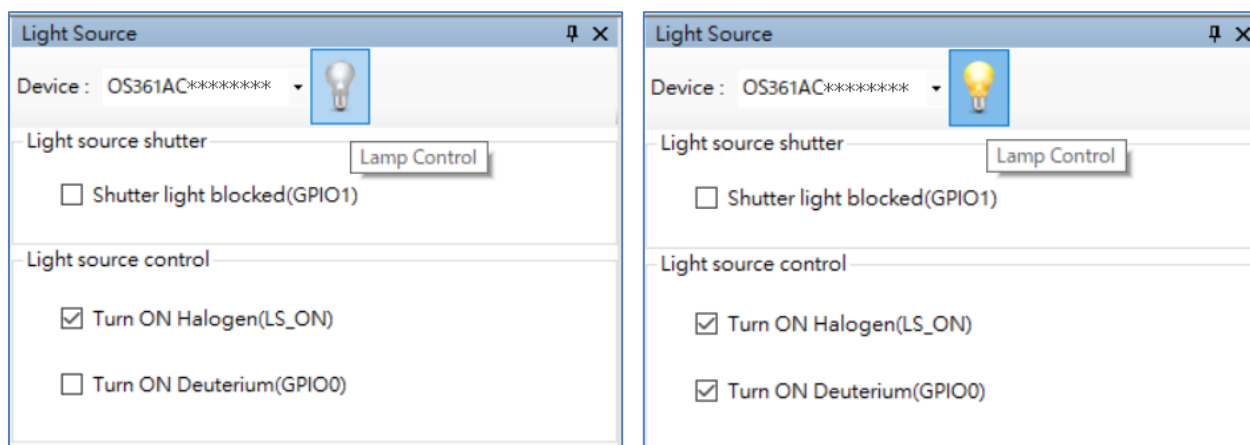 Light Source
Device : OS361AC********
Light source shutter
Lamp Control
Shutter light blocked(GPIO1)
Light source control
Turn ON Halogen(LS_ON)
Turn ON Deuterium(GPIO0)
Light Source
Device : OS361AC********
Light source shutter
Lamp Control
Shutter light blocked(GPIO1)
Light source control
Turn ON Halogen(LS_ON)
Turn ON Deuterium(GPIO0)